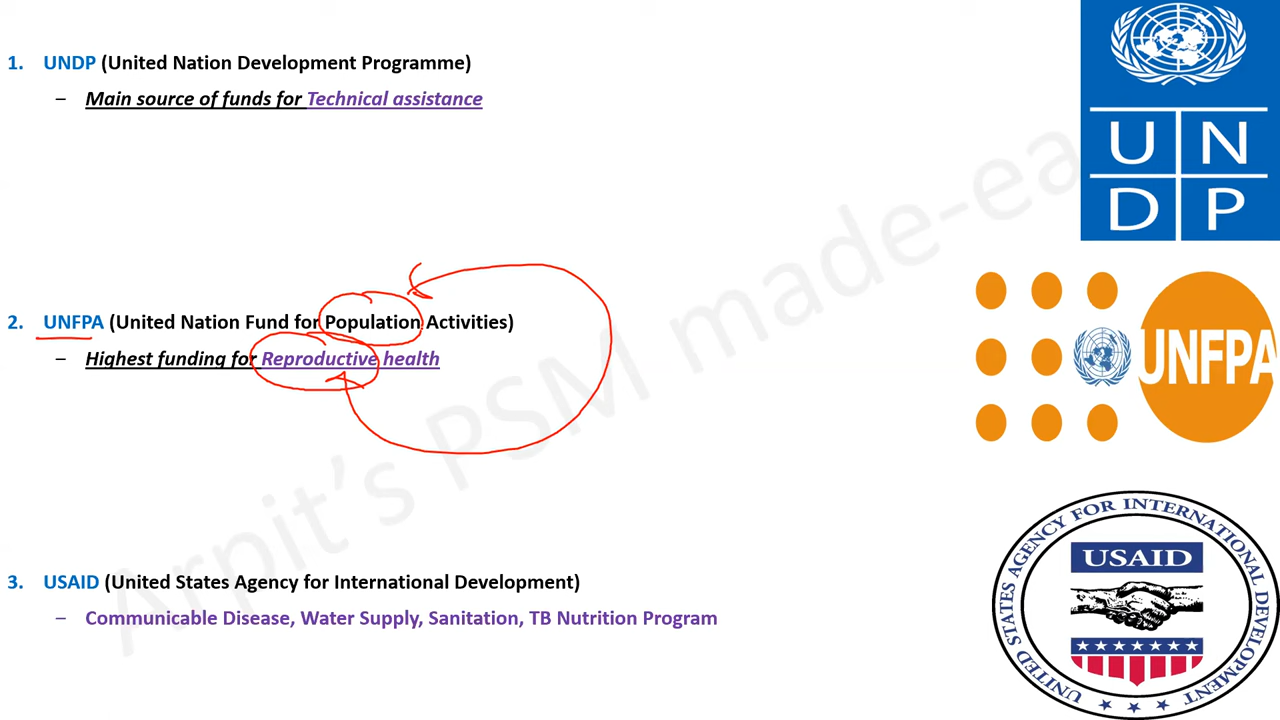 1. UNDP (United Nation Development Programme)
– Main source of funds for Technical assistance
2. UNFPA (United Nation Fund for Population Activities)
– Highest funding for Reproductive health
3. USAID (United States Agency for International Development)
– Communicable Disease, Water Supply, Sanitation, TB Nutrition Program
Arpit's PSM made-ea
U N
D P
UNFPA
UNITED STATES AGENCY FOR INTERNATIONAL DEVELOPMENT
USAID